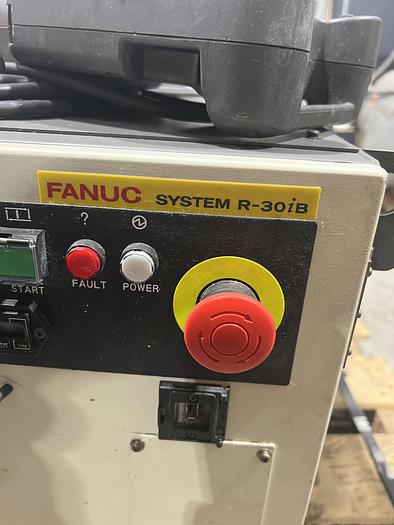 FANUC SYSTEM R-30iB
?
START
FAULT
POWER